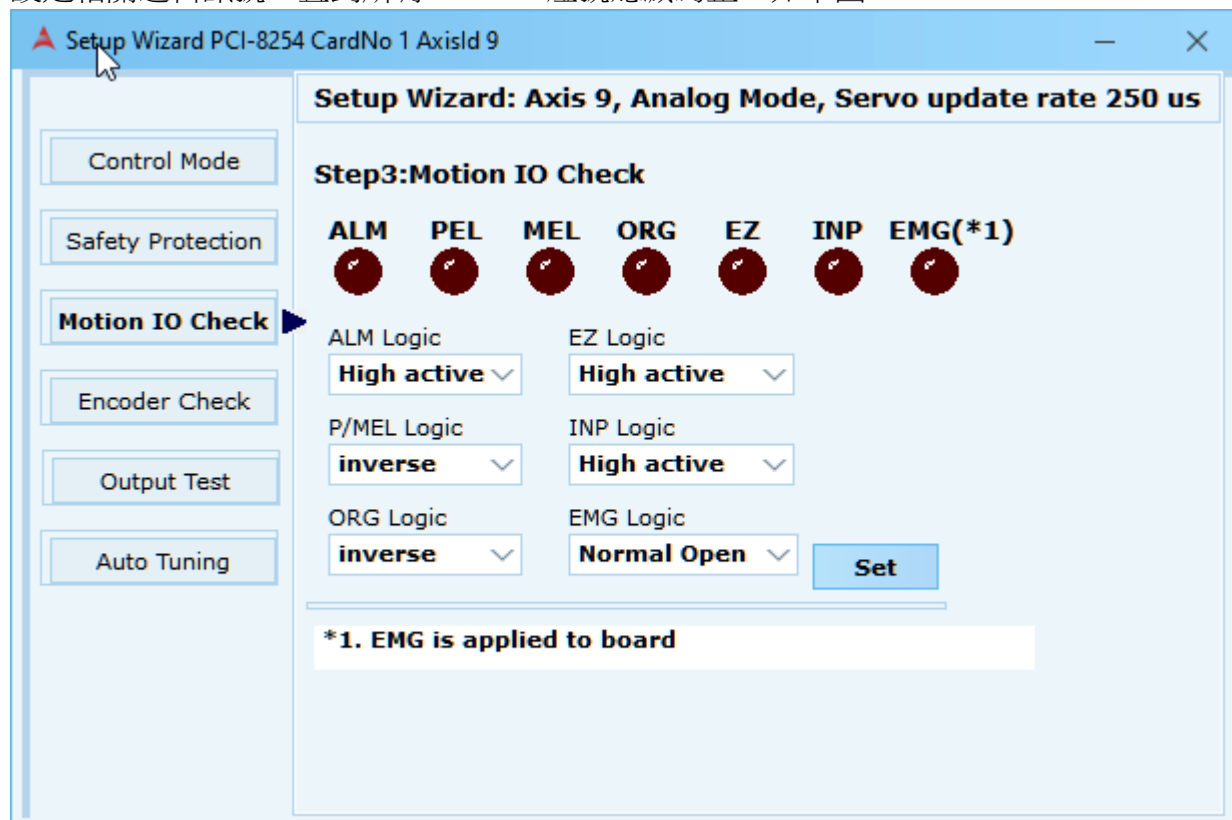 Setup Wizard PCI-8254 CardNo 1 AxisId 9
Setup Wizard: Axis 9, Analog Mode, Servo update rate 250 us
Control Mode
Safety Protection
Motion IO Check
Encoder Check
Output Test
Auto Tuning
Step3:Motion IO Check
ALM PEL MEL ORG EZ INP EMG(*1)
ALM Logic EZ Logic
High active High active
P/MEL Logic INP Logic
inverse High active
ORG Logic EMG Logic
inverse Normal Open Set
*1. EMG is applied to board